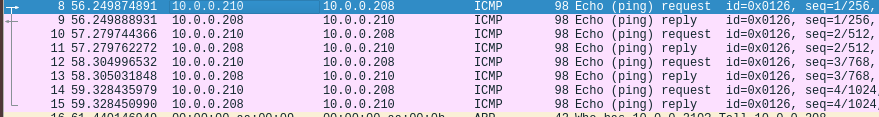 8 56.249874891 10.0.0.210 10.0.0.208 ICMP 98 Echo (ping) request id=0x0126, seq=1/256,
9 56.249888931 10.0.0.208 10.0.0.210 ICMP 98 Echo (ping) reply id=0x0126, seq=1/256,
10 57.279744366 10.0.0.210 10.0.0.208 ICMP 98 Echo (ping) request id=0x0126, seq=2/512,
11 57.279762272 10.0.0.208 10.0.0.210 ICMP 98 Echo (ping) reply id=0x0126, seq=2/512,
12 58.304996532 10.0.0.210 10.0.0.208 ICMP 98 Echo (ping) request id=0x0126, seq=3/768,
13 58.305031848 10.0.0.208 10.0.0.210 ICMP 98 Echo (ping) reply id=0x0126, seq=3/768,
14 59.328435979 10.0.0.210 10.0.0.208 ICMP 98 Echo (ping) request id=0x0126, seq=4/1024
15 59.328450990 10.0.0.208 10.0.0.210 ICMP 98 Echo (ping) reply id=0x0126, seq=4/1024